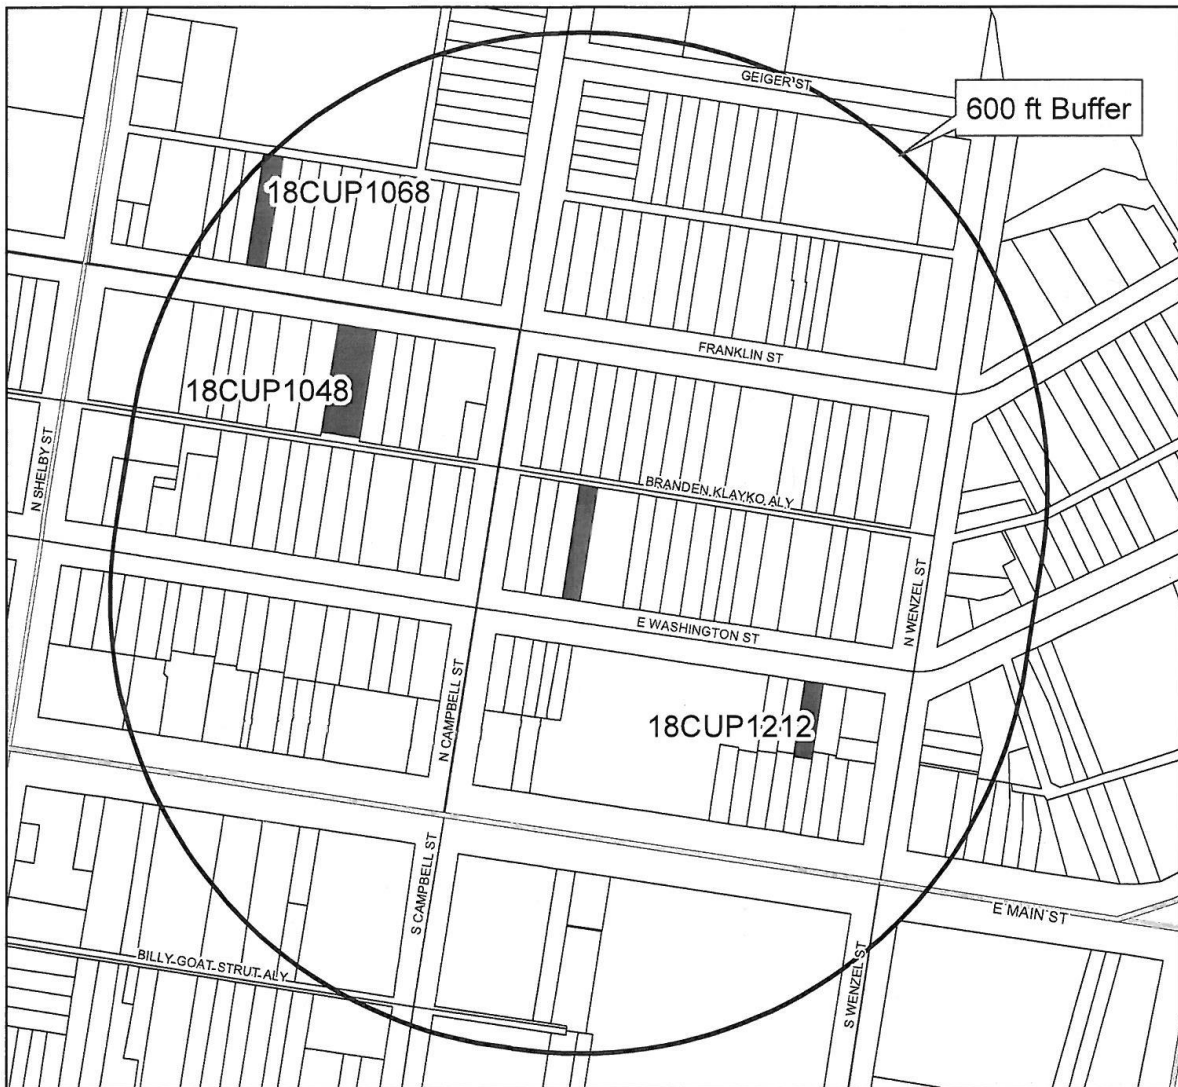 GEIGER ST
600 ft Buffer
18CUP1068
FRANKLIN ST
18CUP1048
N SHELBY ST
BRANDEN KLAYKO ALY
N WENZEL ST
E WASHINGTON ST
N CAMPBELL ST
18CUP1212
S CAMPBELL ST
E MAIN ST
BILLY GOAT STRUT ALY
S WENZEL ST